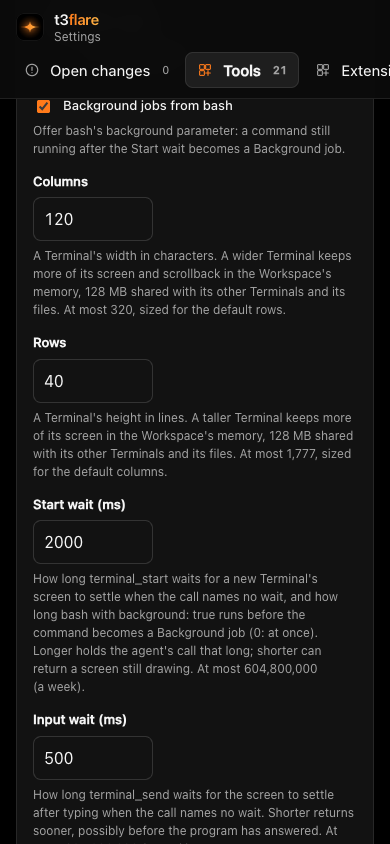 t3flare
Settings
Open changes 0
Tools 21
Extensi
Background jobs from bash
Offer bash's background parameter: a command still
running after the Start wait becomes a Background job.
Columns
120
A Terminal's width in characters. A wider Terminal keeps
more of its screen and scrollback in the Workspace's
memory, 128 MB shared with its other Terminals and its
files. At most 320, sized for the default rows.
Rows
40
A Terminal's height in lines. A taller Terminal keeps more
of its screen in the Workspace's memory, 128 MB shared
with its other Terminals and its files. At most 1,777, sized
for the default columns.
Start wait (ms)
2000
How long terminal_start waits for a new Terminal's
screen to settle when the call names no wait, and how
long bash with background: true runs before the
command becomes a Background job (0: at once).
Longer holds the agent's call that long; shorter can
return a screen still drawing. At most 604,800,000
(a week).
Input wait (ms)
500
How long terminal_send waits for the screen to settle
after typing when the call names no wait. Shorter returns
sooner, possibly before the program has answered. At